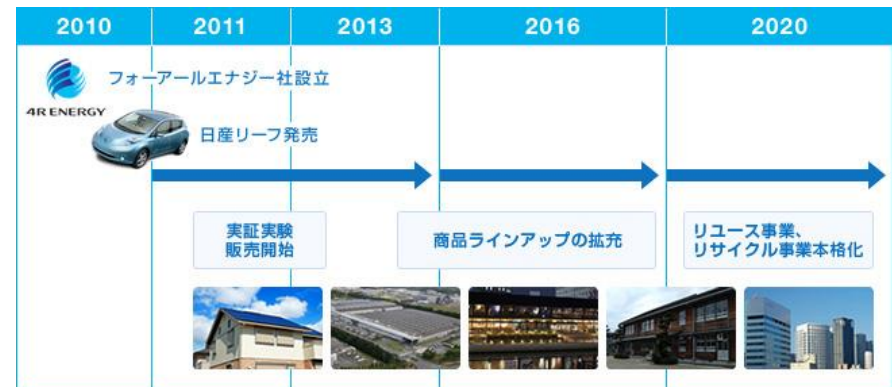 2010
2011
2013
2016
2020
フォーアールエナジー社設立
4R ENERGY
日産リーフ発売
実証実験
販売開始
商品ラインアップの拡充
リユース事業、
リサイクル事業本格化